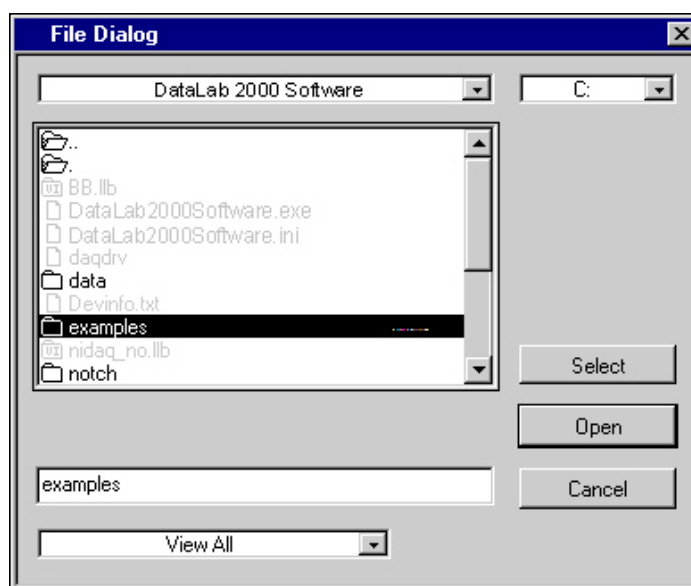 File Dialog
DataLab 2000 Software
C:
..
.
BB.llb
DataLab2000Software.exe
DataLab2000Software.ini
daqdrv
data
Devinfo.txt
examples
nidaq_no.llb
notch
Select
Open
examples
Cancel
View All